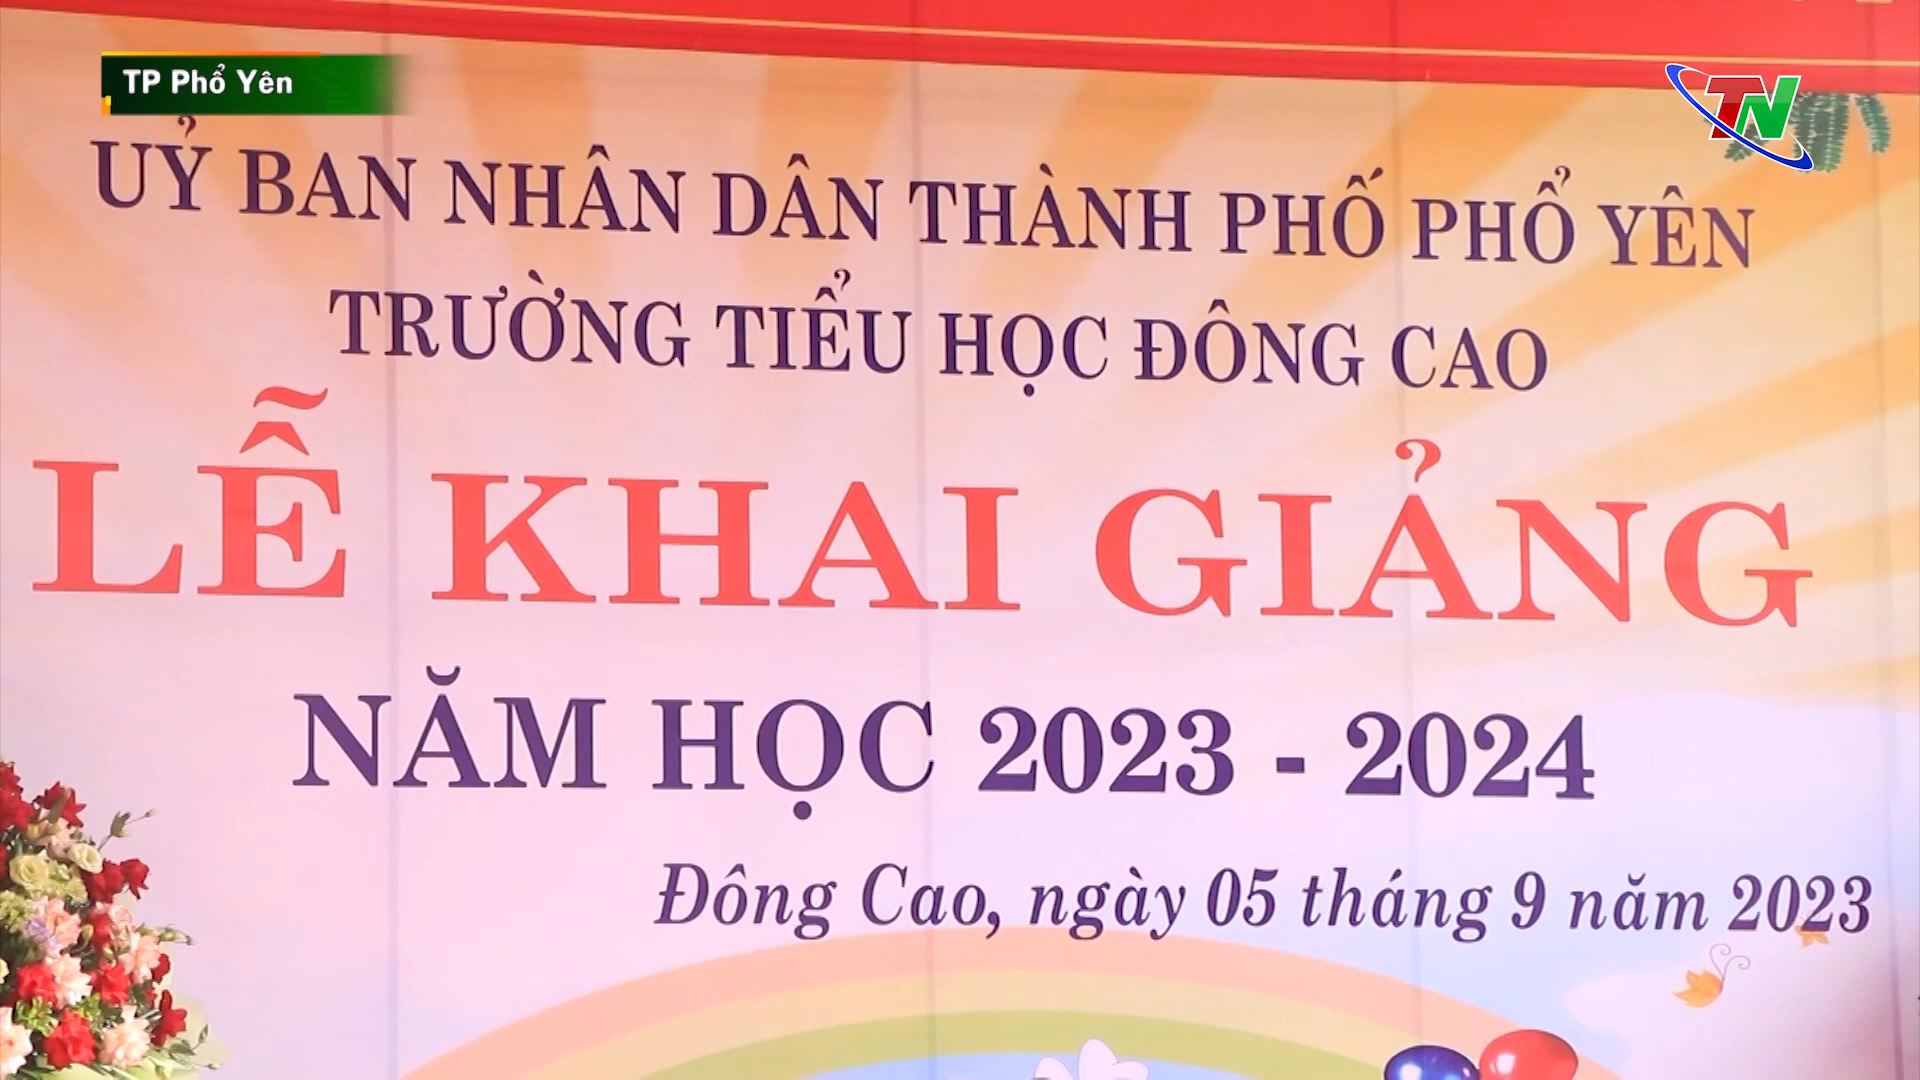 TP Phổ Yên
TN
UỶ BAN NHÂN DÂN THÀNH PHỐ PHỔ YÊN
TRƯỜNG TIỂU HỌC ĐÔNG CAO
LỄ KHAI GIẢNG
NĂM HỌC 2023 - 2024
Đông Cao, ngày 05 tháng 9 năm 2023